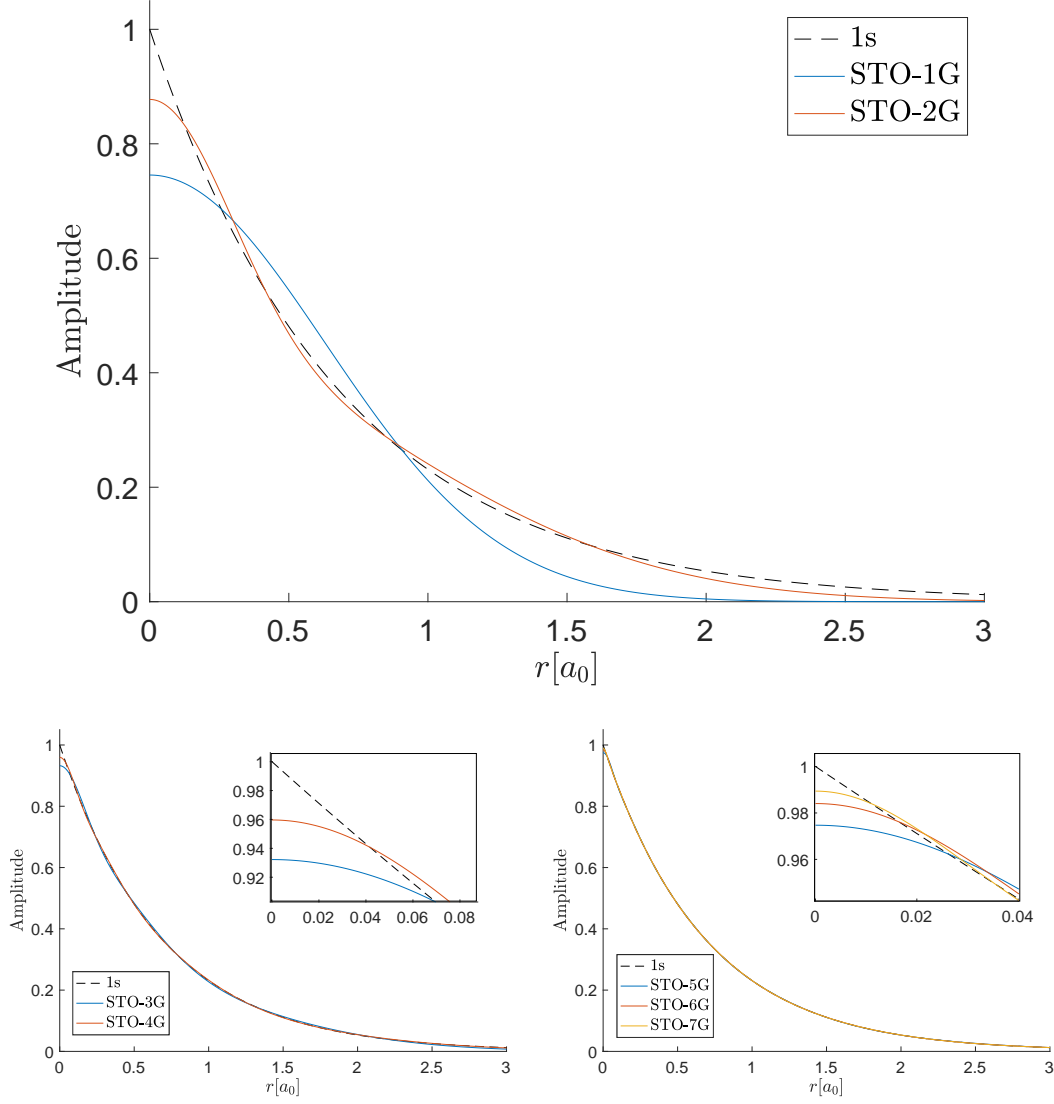 1s
STO-1G
STO-2G
Amplitude
1
0.8
0.6
0.4
0.2
0
0 0.5 1 1.5 2 2.5 3
r[a0]
Amplitude
1
0.8
0.6
0.4
0.2
0
0 0.5 1 1.5 2 2.5 3
r[a0]
1
0.98
0.96
0.94
0.92
0 0.02 0.04 0.06 0.08
1s
STO-3G
STO-4G
Amplitude
1
0.8
0.6
0.4
0.2
0
0 0.5 1 1.5 2 2.5 3
r[a0]
1
0.98
0.96
0 0.02 0.04
1s
STO-5G
STO-6G
STO-7G